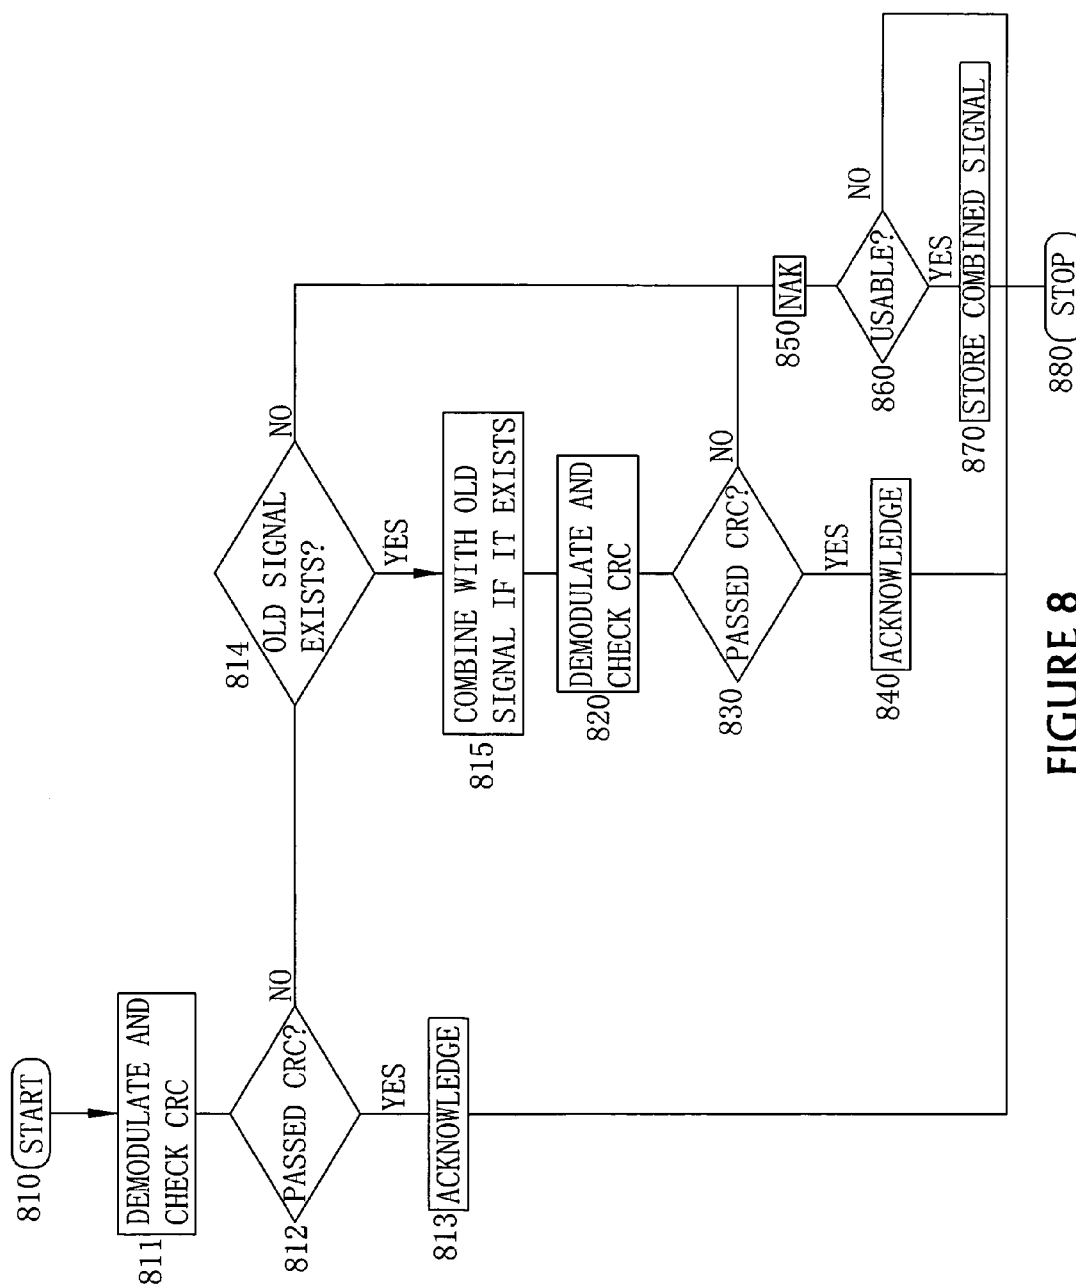 810 START
811 DEMODULATE AND
CHECK CRC
812 PASSED CRC?
NO
YES
813 ACKNOWLEDGE
814
OLD SIGNAL
EXISTS?
NO
YES
815
COMBINE WITH OLD
SIGNAL IF IT EXISTS
820
DEMODULATE AND
CHECK CRC
830 PASSED CRC?
NO
YES
840 ACKNOWLEDGE
850 NAK
860 USABLE?
NO
YES
870 STORE COMBINED SIGNAL
880 STOP
FIGURE 8